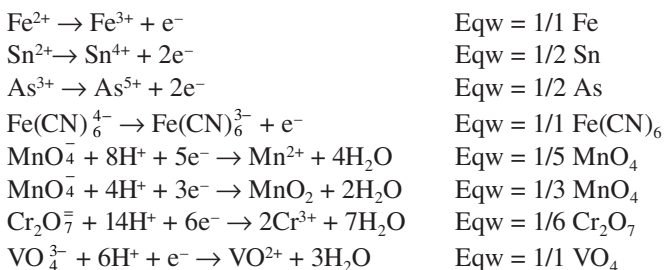 Fe²⁺ → Fe³⁺ + e⁻ Eqw = 1/1 Fe
Sn²⁺→ Sn⁴⁺ + 2e⁻ Eqw = 1/2 Sn
As³⁺ → As⁵⁺ + 2e⁻ Eqw = 1/2 As
Fe(CN)₆⁴⁻ → Fe(CN)₆³⁻ + e⁻ Eqw = 1/1 Fe(CN)₆
MnO₄⁻ + 8H⁺ + 5e⁻ → Mn²⁺ + 4H₂O Eqw = 1/5 MnO₄
MnO₄⁻ + 4H⁺ + 3e⁻ → MnO₂ + 2H₂O Eqw = 1/3 MnO₄
Cr₂O₇⁼ + 14H⁺ + 6e⁻ → 2Cr³⁺ + 7H₂O Eqw = 1/6 Cr₂O₇
VO₄³⁻ + 6H⁺ + e⁻ → VO²⁺ + 3H₂O Eqw = 1/1 VO₄